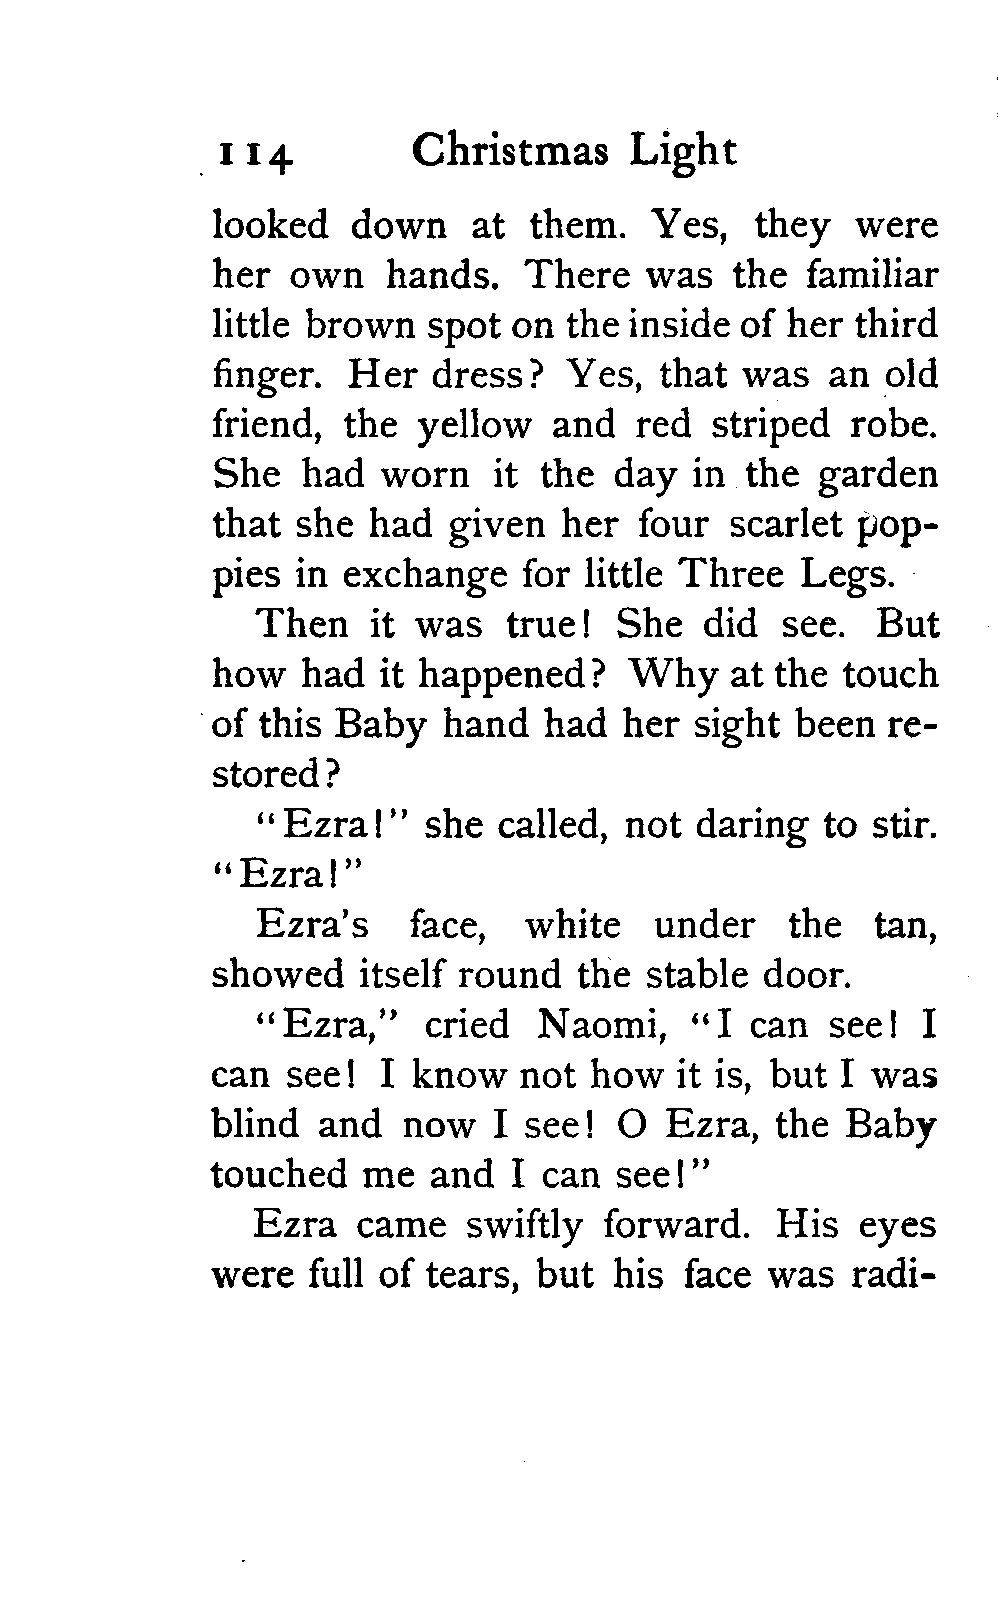 114 Christmas Light
looked down at them. Yes, they were
her own hands. There was the familiar
little brown spot on the inside of her third
finger. Her dress? Yes, that was an old
friend, the yellow and red striped robe.
She had worn it the day in the garden
that she had given her four scarlet pop-
pies in exchange for little Three Legs.
Then it was true! She did see. But
how had it happened? Why at the touch
of this Baby hand had her sight been re-
stored?
"Ezra!" she called, not daring to stir.
"Ezra!"
Ezra's face, white under the tan,
showed itself round the stable door.
"Ezra," cried Naomi, "I can see! I
can see! I know not how it is, but I was
blind and now I see! O Ezra, the Baby
touched me and I can see!"
Ezra came swiftly forward. His eyes
were full of tears, but his face was radi-